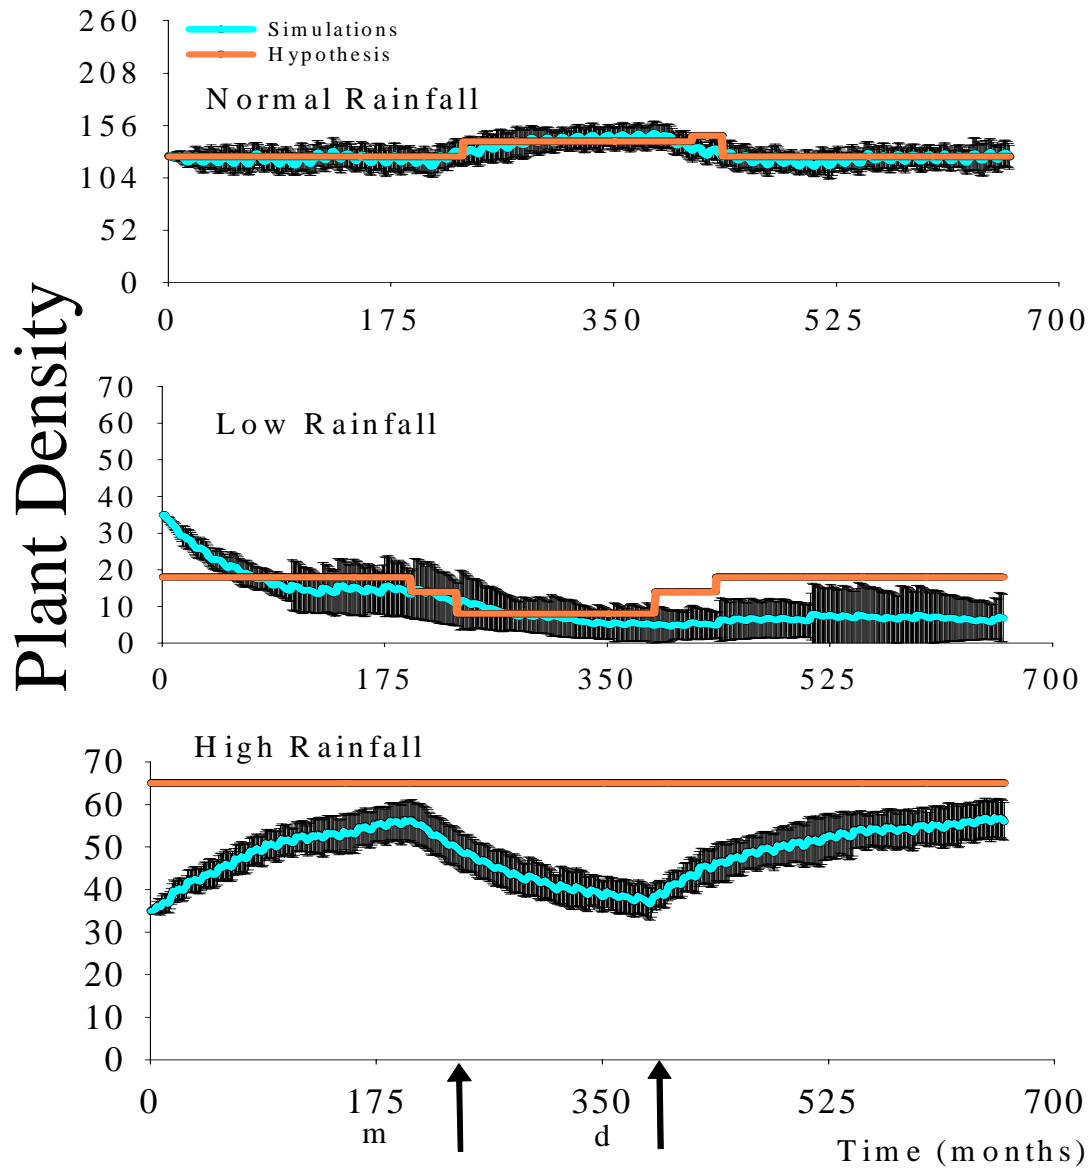 260
Simulations
Hypothesis
208
Normal Rainfall
156
104
52
0
0 175 350 525 700
Plant Density
70
Low Rainfall
60
50
40
30
20
10
0
0 175 350 525 700
High Rainfall
70
60
50
40
30
20
10
0
0 175 350 525 700
m d
Time (months)